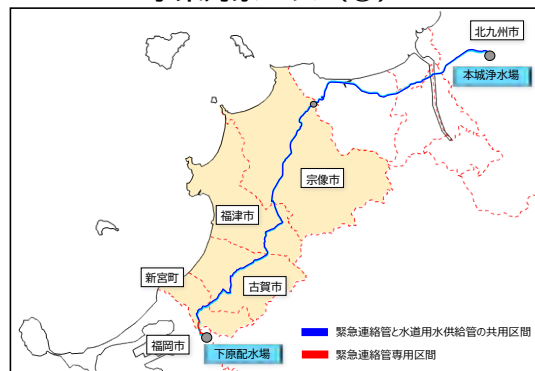 北九州市
本城浄水場
宗像市
福津市
新宮町
古賀市
福岡市
下原配水場
緊急連絡管と水道用水供給管の共用区間
緊急連絡管専用区間